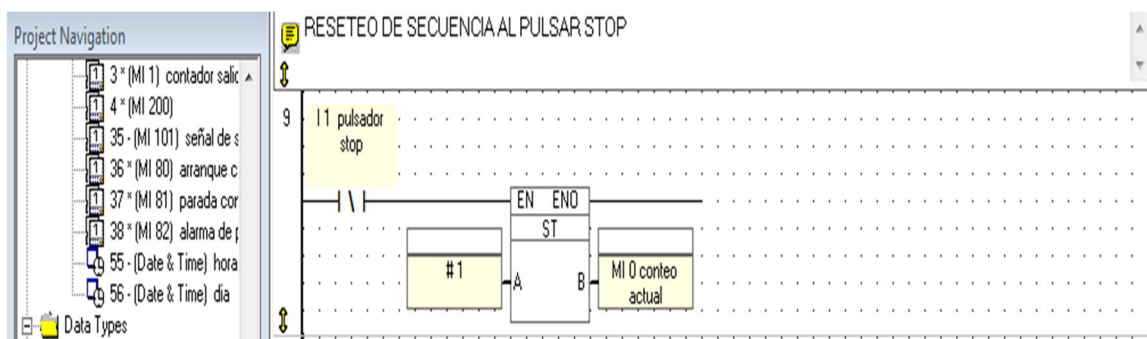 Project Navigation
3 * (MI 1) contador salic
4 * (MI 200)
35 - (MI 101) señal de s
36 * (MI 80) arranque c
37 * (MI 81) parada cor
38 * (MI 82) alarma de p
55 - (Date & Time) hora
56 - (Date & Time) dia
Data Types
RESETEO DE SECUENCIA AL PULSAR STOP
9
I 1 pulsador
stop
EN ENO
ST
# 1
A B
MI 0 conteo
actual